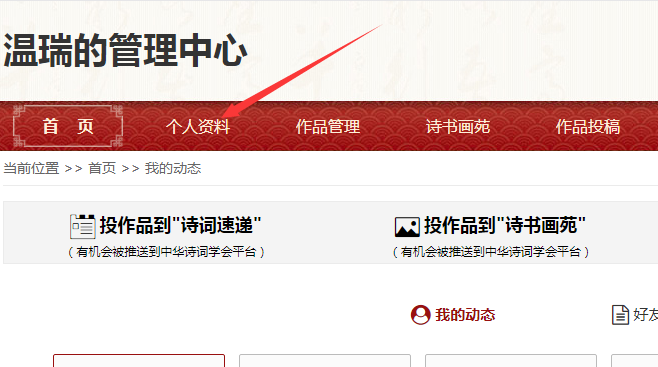 温瑞的管理中心
首 页 个人资料 作品管理 诗书画苑 作品投稿
当前位置 >> 首页 >> 我的动态
投作品到"诗词速递" 投作品到"诗书画苑"
（有机会被推送到中华诗词学会平台） （有机会被推送到中华诗词学会平台）
我的动态 好友